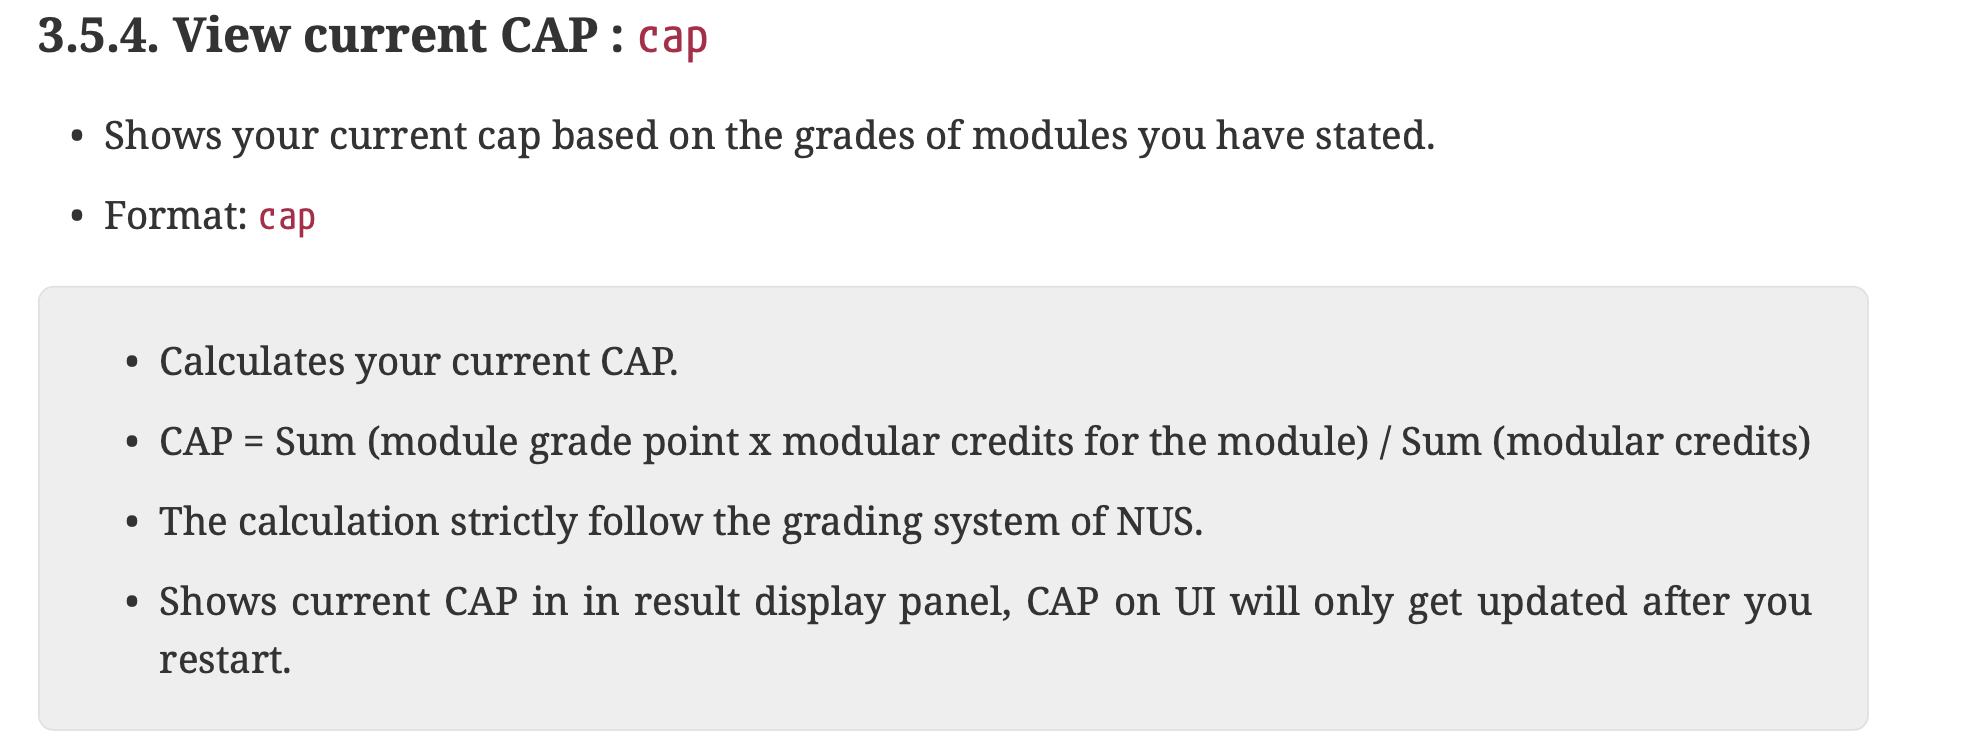 3.5.4. View current CAP : cap
• Shows your current cap based on the grades of modules you have stated.
• Format: cap
• Calculates your current CAP.
• CAP = Sum (module grade point x modular credits for the module) / Sum (modular credits)
• The calculation strictly follow the grading system of NUS.
• Shows current CAP in in result display panel, CAP on UI will only get updated after you
restart.